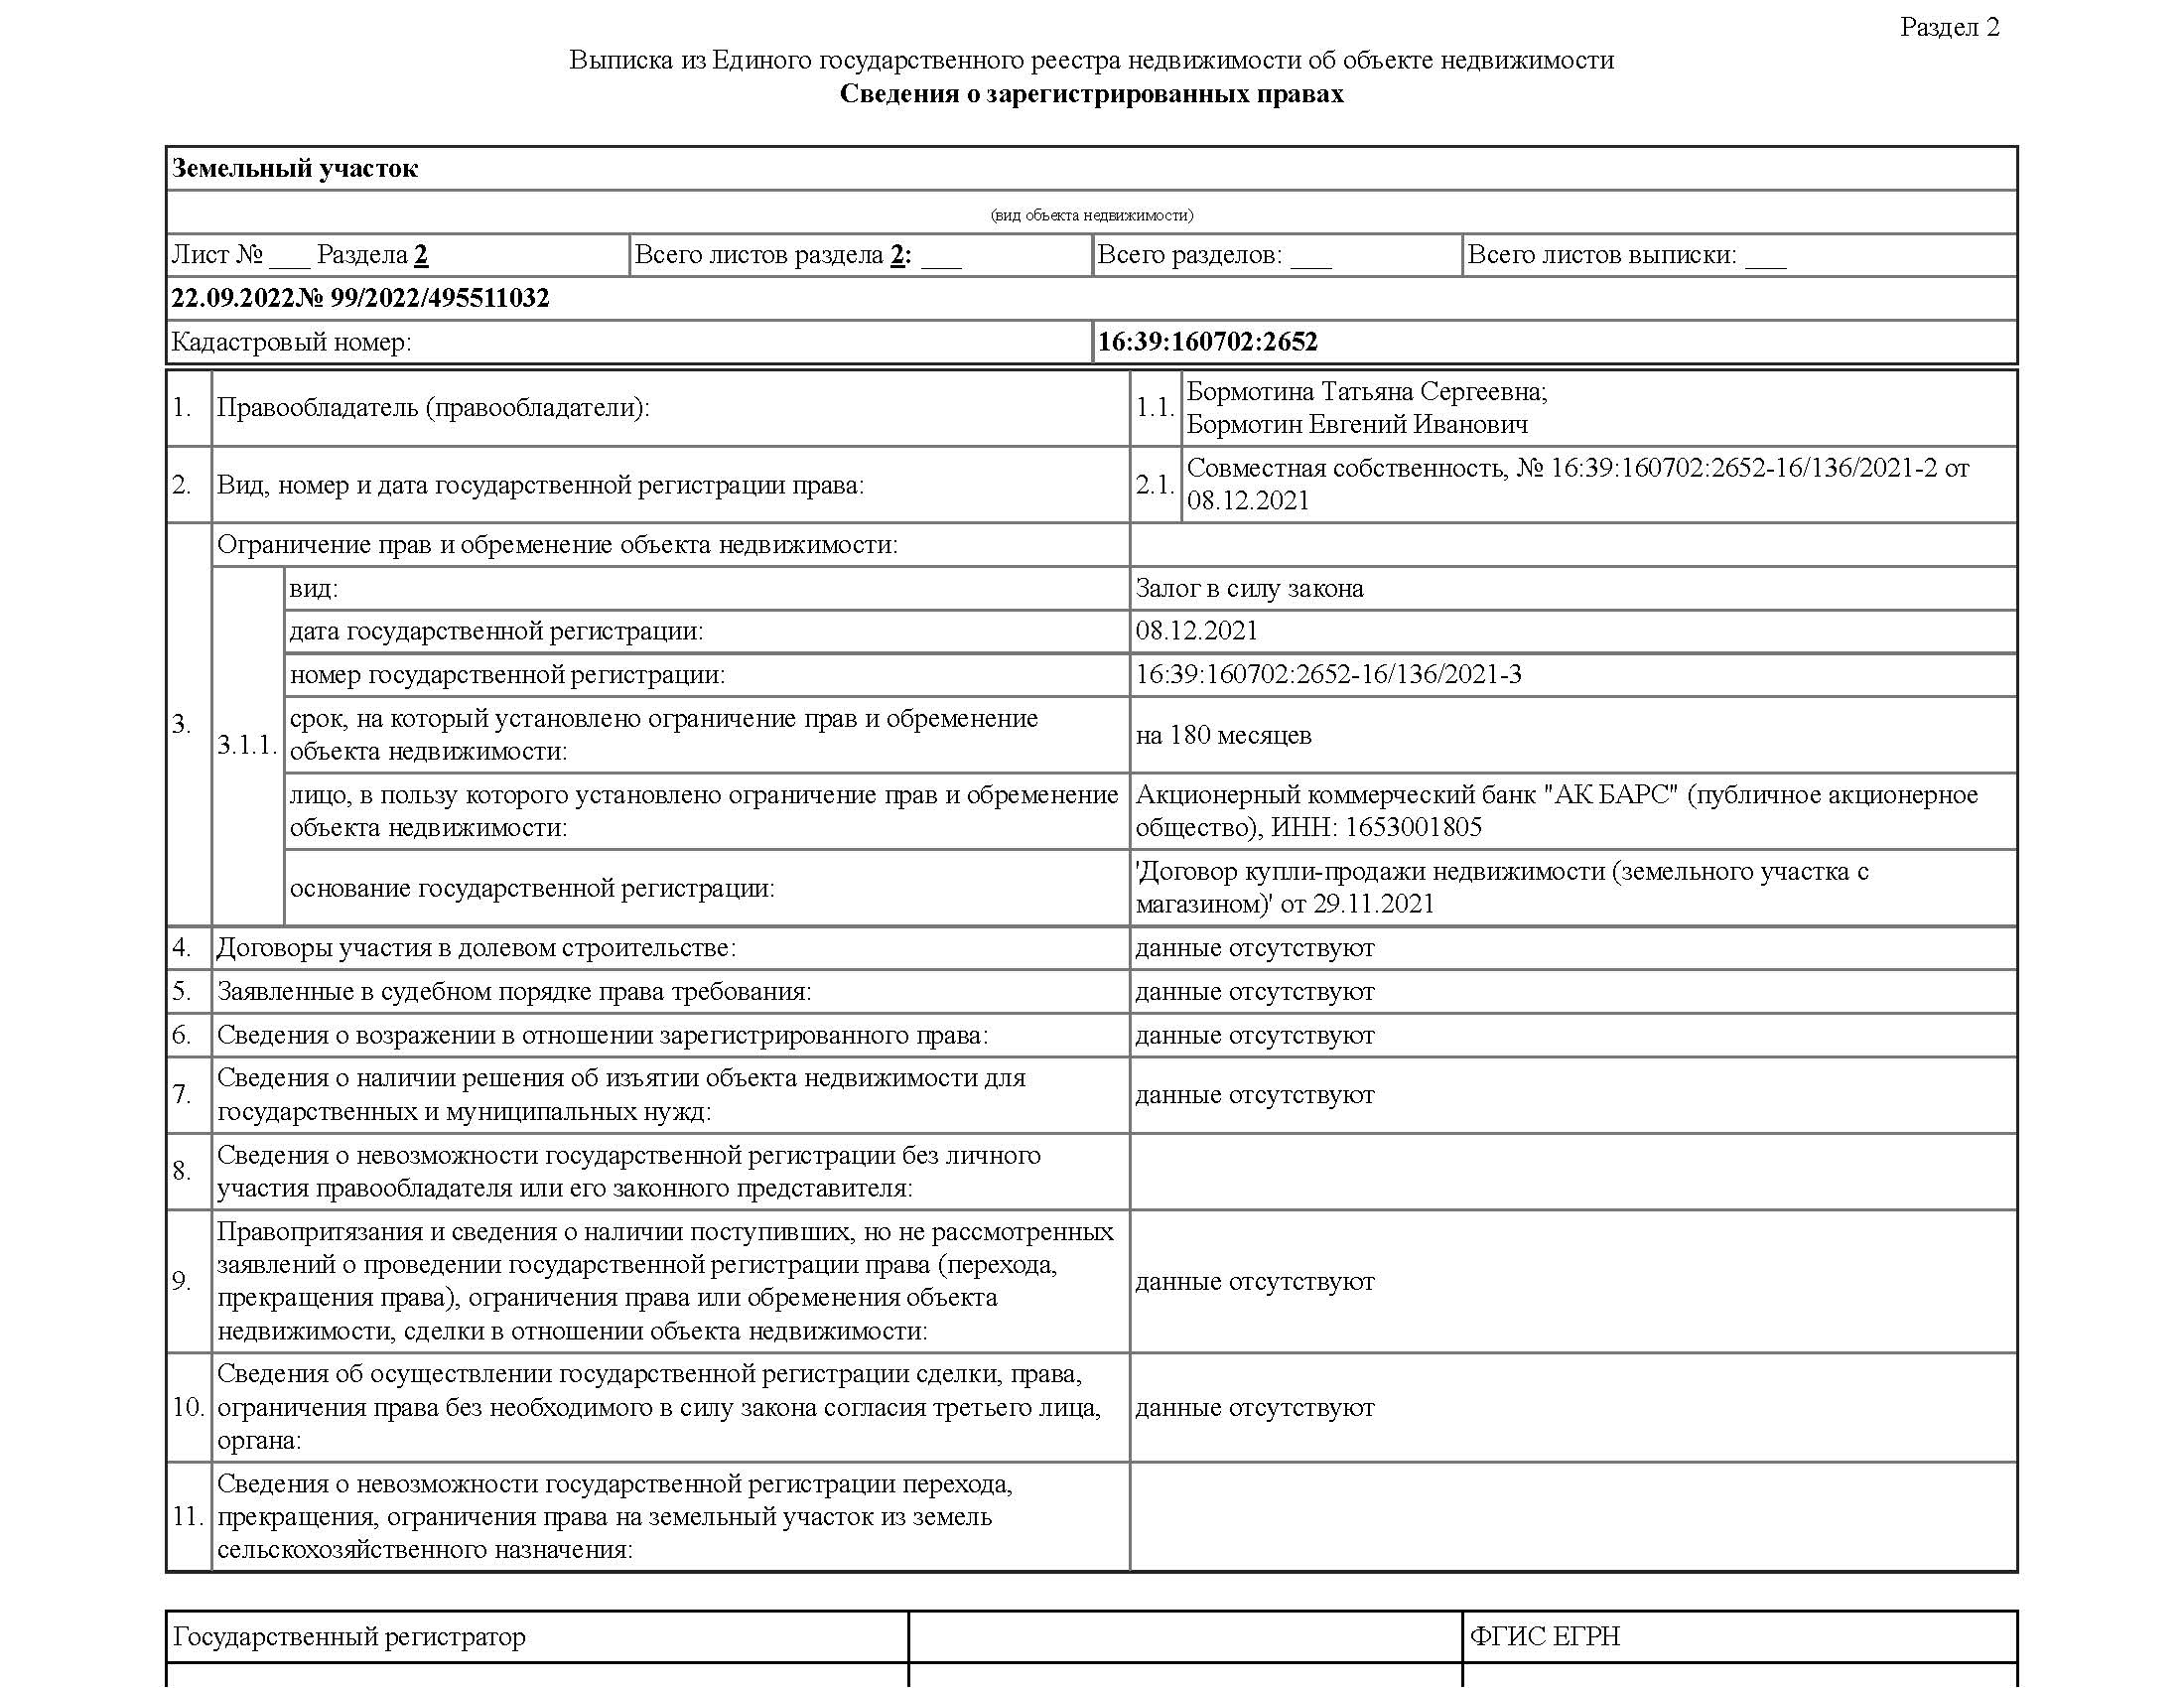 Раздел 2
Выписка из Единого государственного реестра недвижимости об объекте недвижимости
Сведения о зарегистрированных правах
Земельный участок
(вид объекта недвижимости)
Лист № ___ Раздела 2 Всего листов раздела 2: ___ Всего разделов: ___ Всего листов выписки: ___
22.09.2022№ 99/2022/495511032
Кадастровый номер: 16:39:160702:2652
1. Правообладатель (правообладатели): 1.1. Бормотина Татьяна Сергеевна;
Бормотин Евгений Иванович
2. Вид, номер и дата государственной регистрации права: 2.1. Совместная собственность, № 16:39:160702:2652-16/136/2021-2 от
08.12.2021
3. Ограничение прав и обременение объекта недвижимости:
3.1.1. вид: Залог в силу закона
дата государственной регистрации: 08.12.2021
номер государственной регистрации: 16:39:160702:2652-16/136/2021-3
срок, на который установлено ограничение прав и обременение
объекта недвижимости: на 180 месяцев
лицо, в пользу которого установлено ограничение прав и обременение
объекта недвижимости: Акционерный коммерческий банк "АК БАРС" (публичное акционерное
общество), ИНН: 1653001805
основание государственной регистрации: 'Договор купли-продажи недвижимости (земельного участка с
магазином)' от 29.11.2021
4. Договоры участия в долевом строительстве: данные отсутствуют
5. Заявленные в судебном порядке права требования: данные отсутствуют
6. Сведения о возражении в отношении зарегистрированного права: данные отсутствуют
7. Сведения о наличии решения об изъятии объекта недвижимости для
государственных и муниципальных нужд: данные отсутствуют
8. Сведения о невозможности государственной регистрации без личного
участия правообладателя или его законного представителя:
9. Правопритязания и сведения о наличии поступивших, но не рассмотренных
заявлений о проведении государственной регистрации права (перехода,
прекращения права), ограничения права или обременения объекта
недвижимости, сделки в отношении объекта недвижимости: данные отсутствуют
10. Сведения об осуществлении государственной регистрации сделки, права,
ограничения права без необходимого в силу закона согласия третьего лица,
органа: данные отсутствуют
11. Сведения о невозможности государственной регистрации перехода,
прекращения, ограничения права на земельный участок из земель
сельскохозяйственного назначения:
Государственный регистратор ФГИС ЕГРН